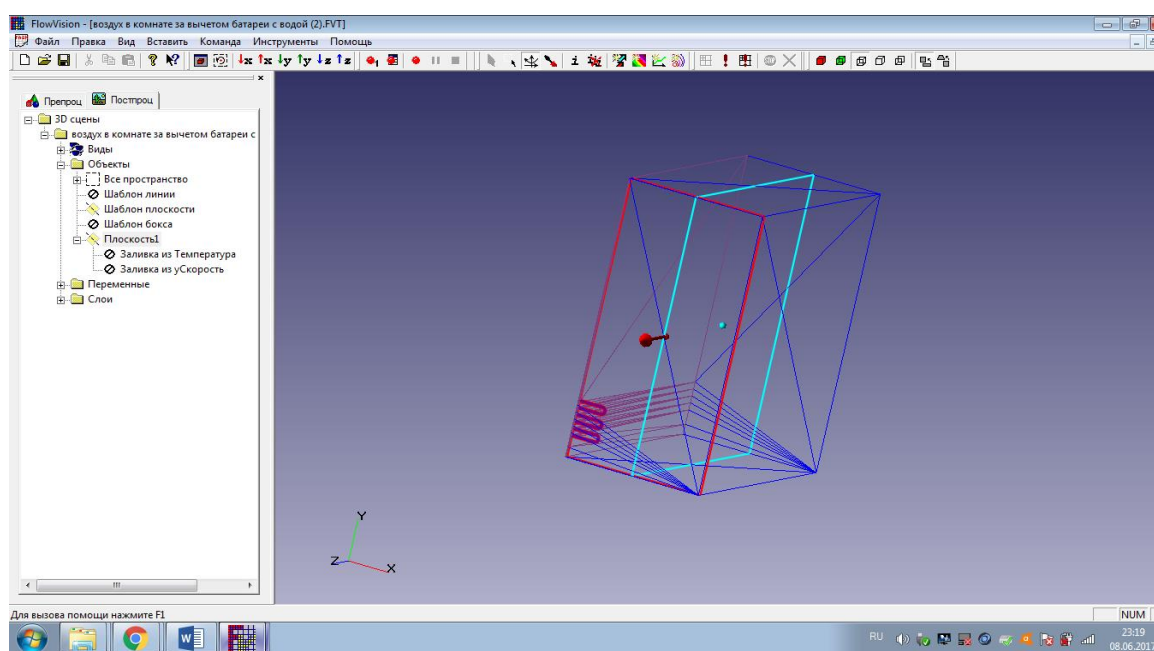 FlowVision - [воздух в комнате за вычетом батареи с водой (2).FVT]
Файл Правка Вид Вставить Команда Инструменты Помощь
Препроц Постпроц
3D сцены
воздух в комнате за вычетом батареи с
Виды
Объекты
Все пространство
Шаблон линии
Шаблон плоскости
Шаблон бокса
Плоскость1
Заливка из Температура
Заливка из yСкорость
Переменные
Слои
Y
Z
X
Для вызова помощи нажмите F1
NUM
RU
23:19
08.06.2017